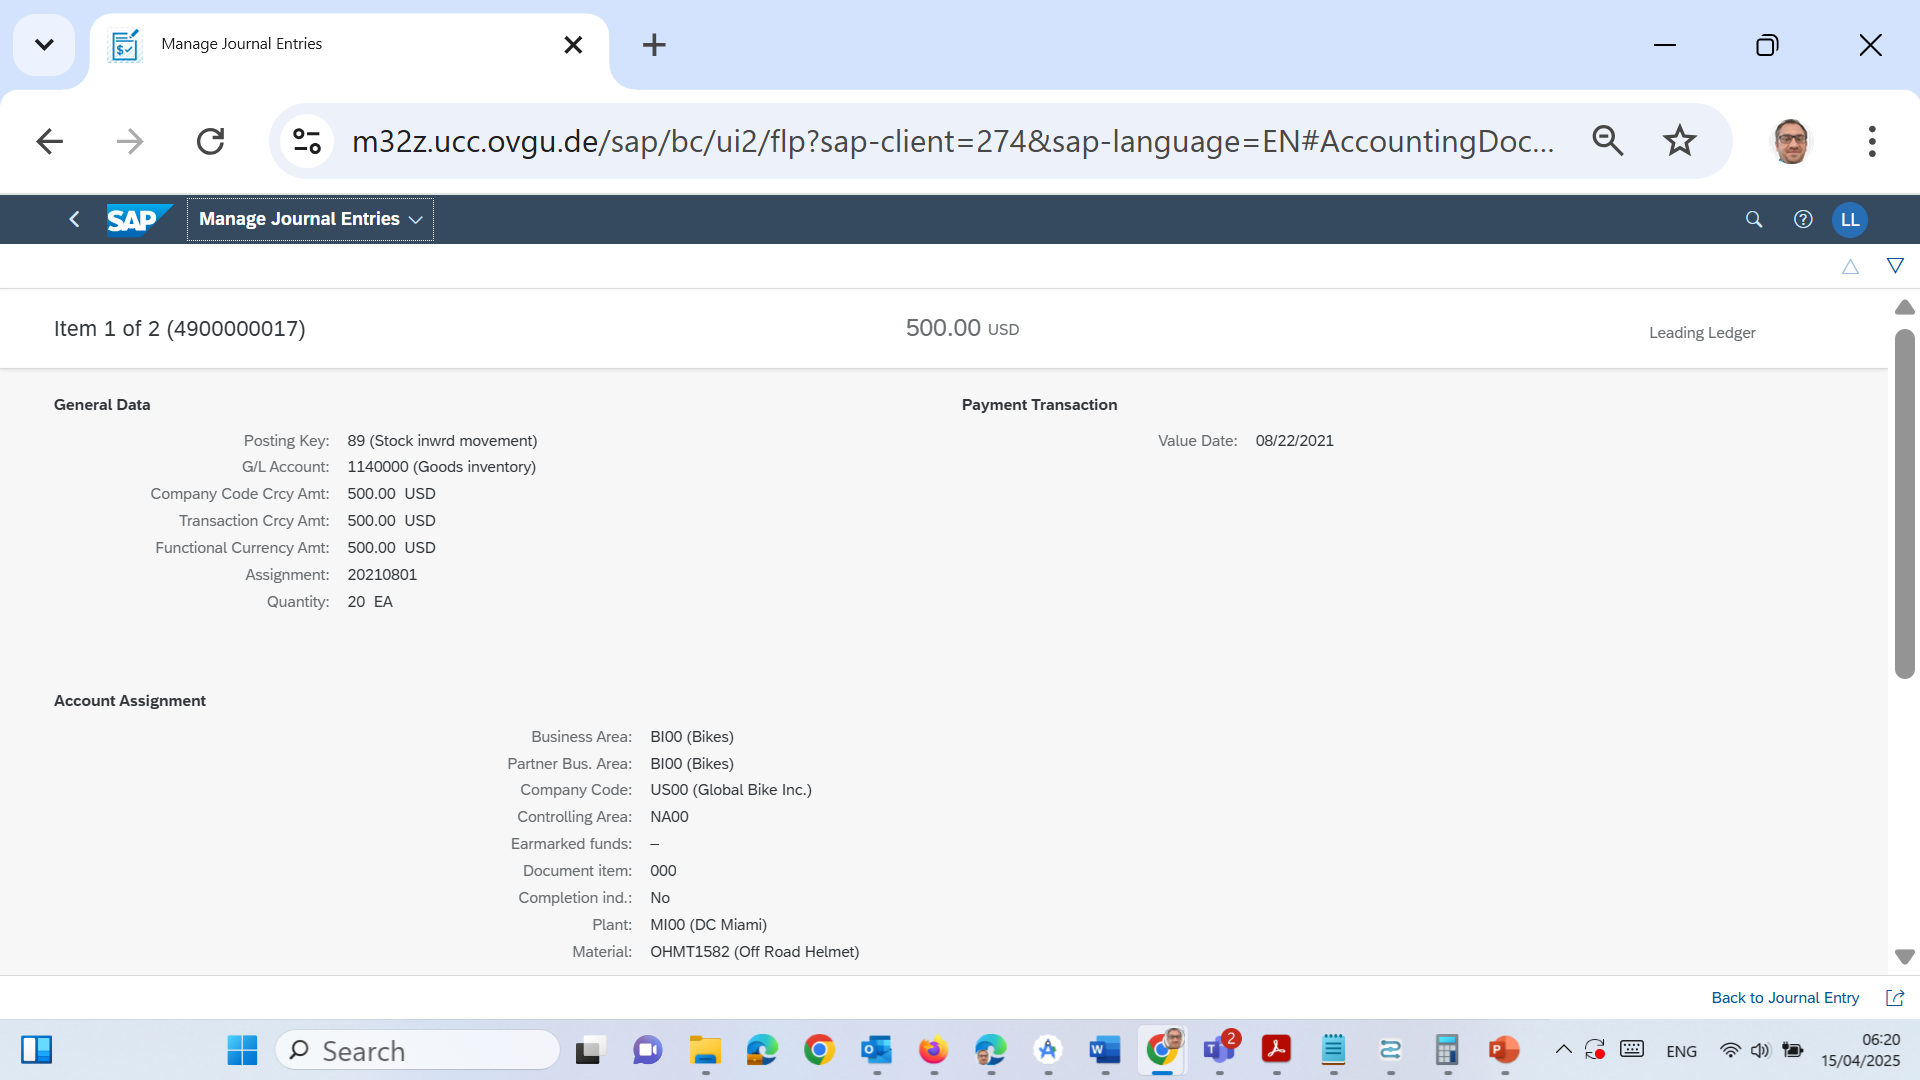 Manage Journal Entries
m32z.ucc.ovgu.de/sap/bc/ui2/flp?sap-client=274&sap-language=EN#AccountingDoc...
SAP
Manage Journal Entries
LL
Item 1 of 2 (4900000017)
500.00 USD
Leading Ledger
General Data
Posting Key: 89 (Stock inwrd movement)
G/L Account: 1140000 (Goods inventory)
Company Code Crcy Amt: 500.00 USD
Transaction Crcy Amt: 500.00 USD
Functional Currency Amt: 500.00 USD
Assignment: 20210801
Quantity: 20 EA
Payment Transaction
Value Date: 08/22/2021
Account Assignment
Business Area: BI00 (Bikes)
Partner Bus. Area: BI00 (Bikes)
Company Code: US00 (Global Bike Inc.)
Controlling Area: NA00
Earmarked funds: –
Document item: 000
Completion ind.: No
Plant: MI00 (DC Miami)
Material: OHMT1582 (Off Road Helmet)
Back to Journal Entry
Search
2
ENG
06:20
15/04/2025